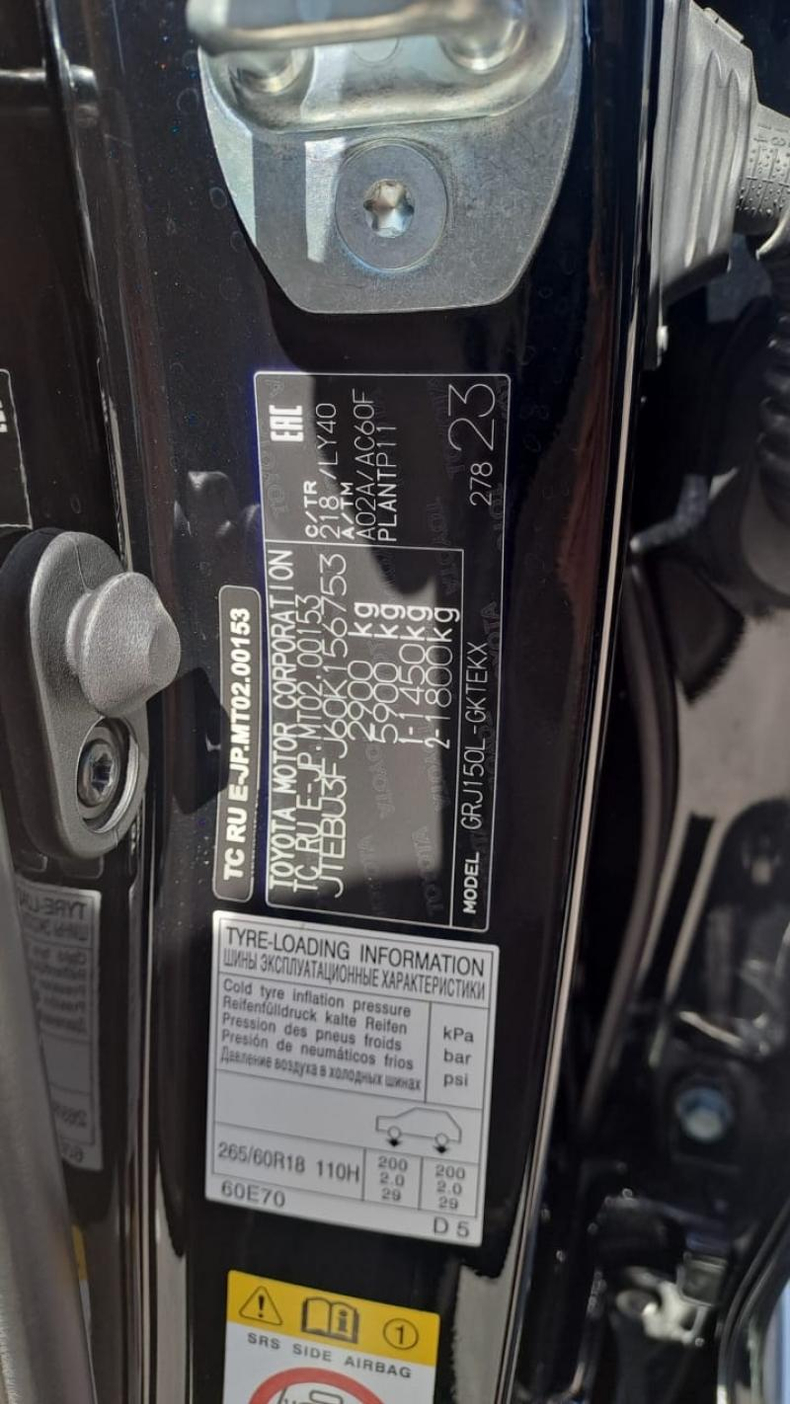 TC RU E-JP.MT02.00153
TOYOTA MOTOR CORPORATION
EAC
TC RU E-JP.MT02.00153
JTEBU3FJ60K156753
2900 kg
5900 kg
1-1450kg
2-1800kg
C/TR
218 /LY40
A/TM
A02A/AC60F
PLANTP11
MODEL GRJ150L-GKTEKX
278 23
TYRE-LOADING INFORMATION
ШИНЫ ЭКСПЛУАТАЦИОННЫЕ ХАРАКТЕРИСТИКИ
Cold tyre inflation pressure
Reifenfülldruck kalte Reifen
Pression des pneus froids
Presión de neumáticos frios
Давление воздуха в холодных шинах
kPa
bar
psi
265/60R18 110H
200 200
2.0 2.0
29 29
60E70
D 5
1
SRS SIDE AIRBAG